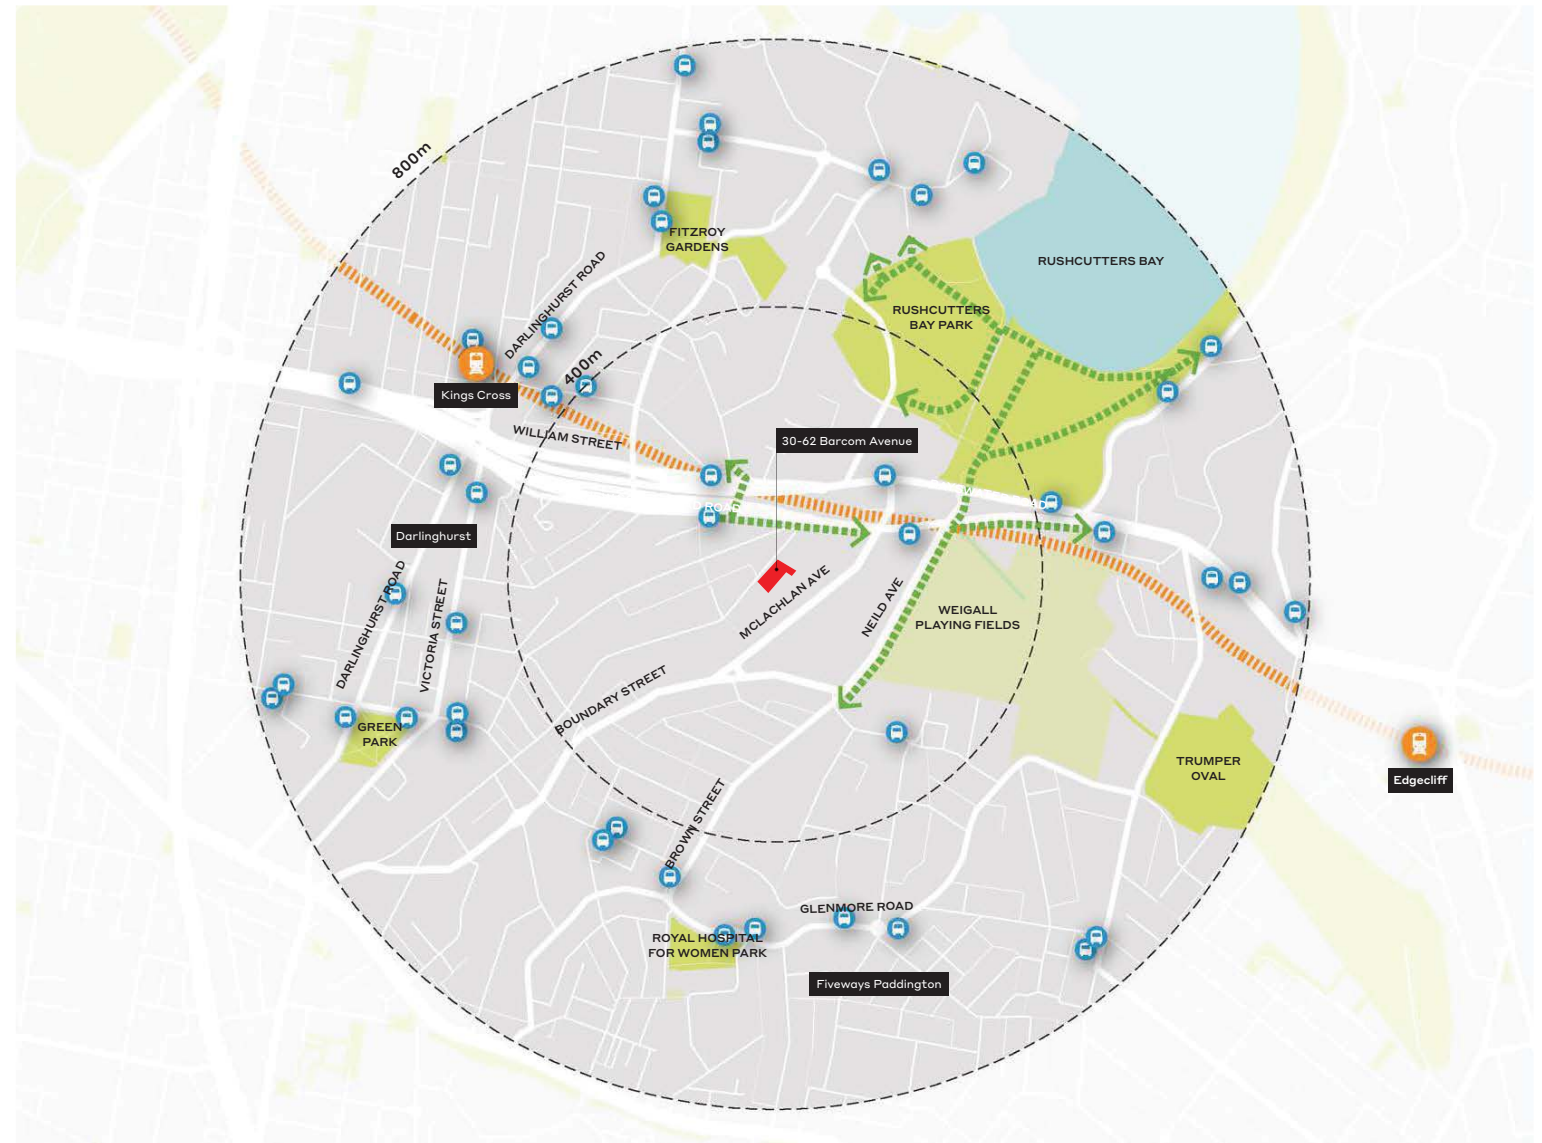 800m
FITZROY
GARDENS
DARLINGHURST ROAD
RUSHCUTTERS BAY
RUSHCUTTERS
BAY PARK
400m
Kings Cross
WILLIAM STREET
30-62 Barcom Avenue
Darlinghurst
DARLINGHURST ROAD
VICTORIA STREET
MCLACHLAN AVE
NEILD AVE
WEIGALL
PLAYING FIELDS
BOUNDARY STREET
GREEN
PARK
TRUMPER
OVAL
Edgecliff
BROWN STREET
GLENMORE ROAD
ROYAL HOSPITAL
FOR WOMEN PARK
Fiveways Paddington